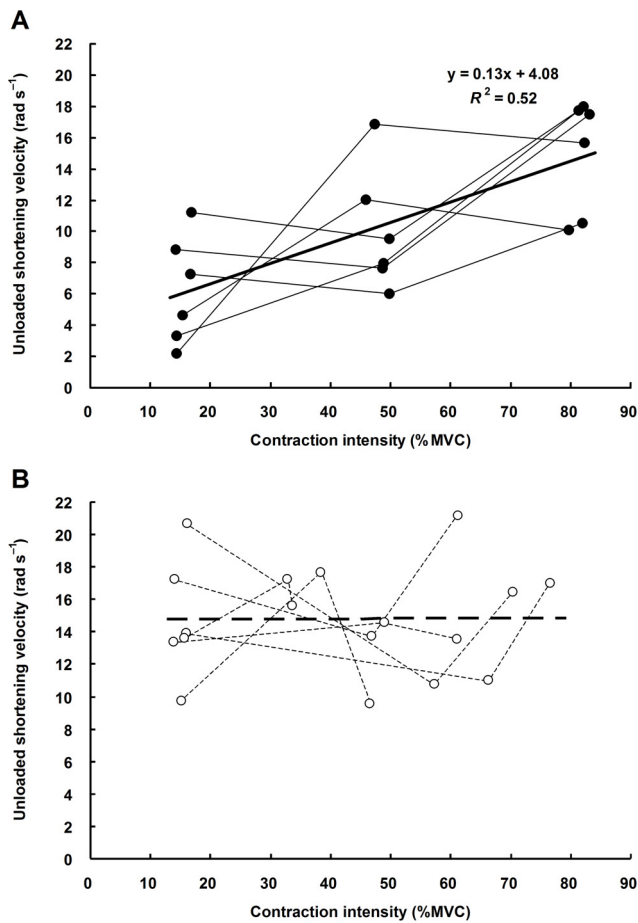 A
22
20
18
16
14
12
10
8
6
4
2
0
Unloaded shortening velocity (rad s⁻¹)
y = 0.13x + 4.08
R² = 0.52
0 10 20 30 40 50 60 70 80 90
Contraction intensity (%MVC)
B
22
20
18
16
14
12
10
8
6
4
2
0
Unloaded shortening velocity (rad s⁻¹)
0 10 20 30 40 50 60 70 80 90
Contraction intensity (%MVC)